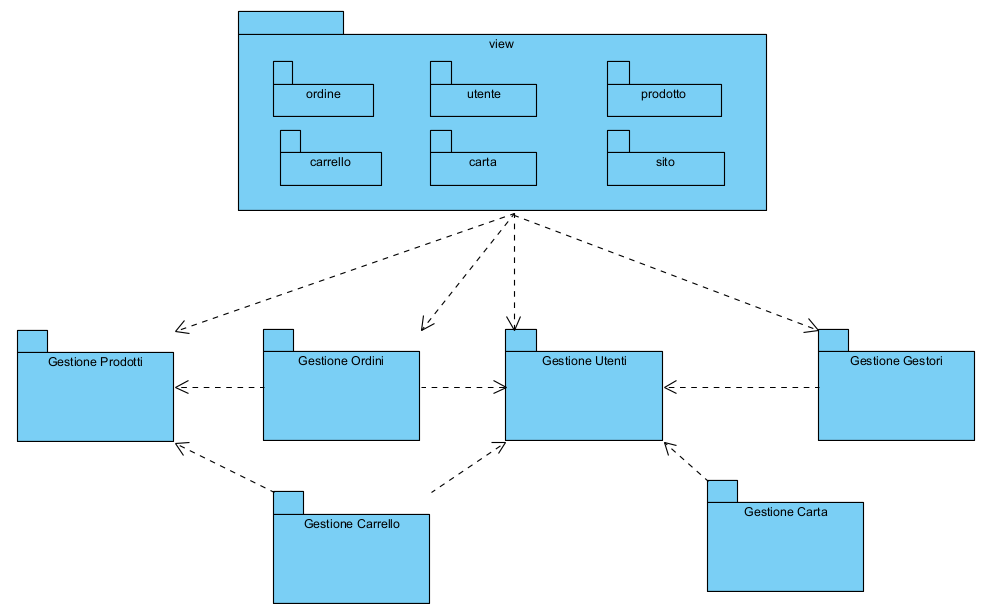 view
ordine
utente
prodotto
carrello
carta
sito
Gestione Prodotti
Gestione Ordini
Gestione Utenti
Gestione Gestori
Gestione Carrello
Gestione Carta